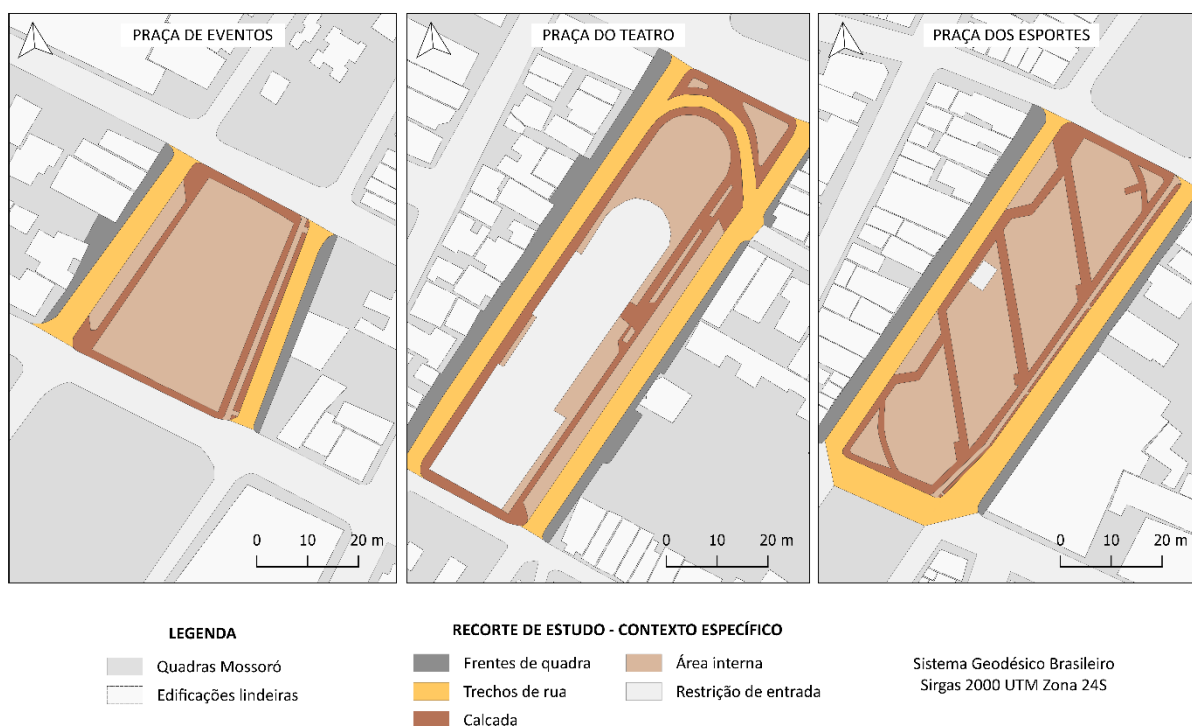 PRAÇA DE EVENTOS
PRAÇA DO TEATRO
PRAÇA DOS ESPORTES
0 10 20 m
0 10 20 m
0 10 20 m
LEGENDA
Quadras Mossoró
Edificações lindeiras
RECORTE DE ESTUDO - CONTEXTO ESPECÍFICO
Frentes de quadra
Trechos de rua
Calcada
Área interna
Restrição de entrada
Sistema Geodésico Brasileiro
Sirgas 2000 UTM Zona 24S